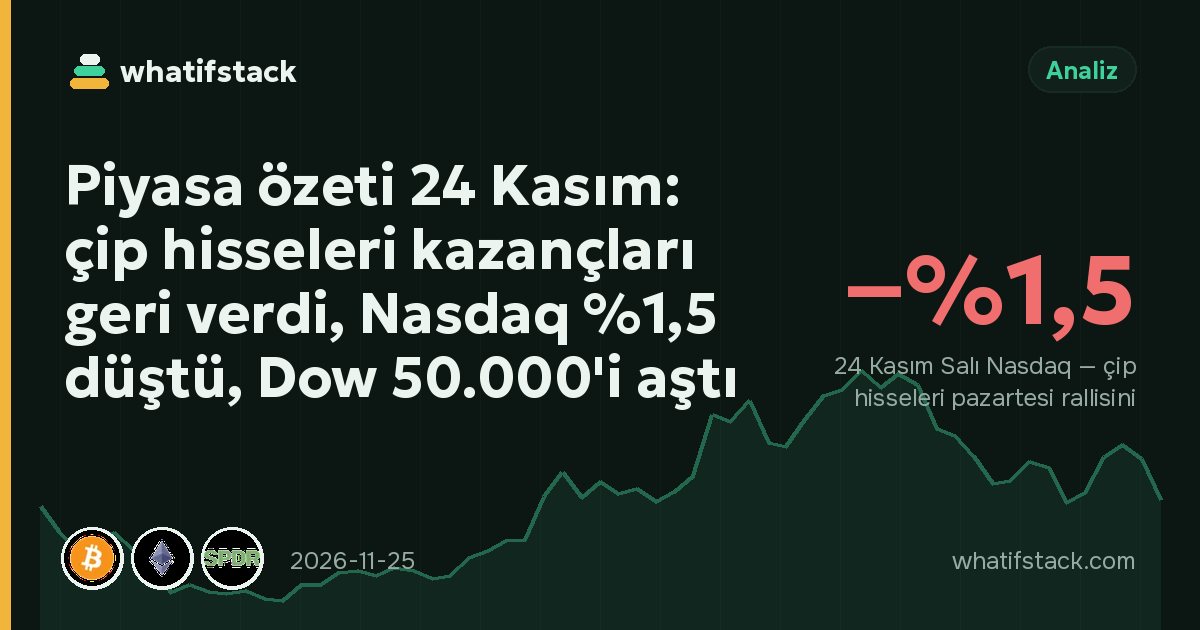 whatifstack
Analiz
Piyasa özeti 24 Kasım:
çip hisseleri kazançları
geri verdi, Nasdaq %1,5
düştü, Dow 50.000'i aştı
–%1,5
24 Kasım Salı Nasdaq — çip
hisseleri pazartesi rallisini
SPDR
2026-11-25
whatifstack.com